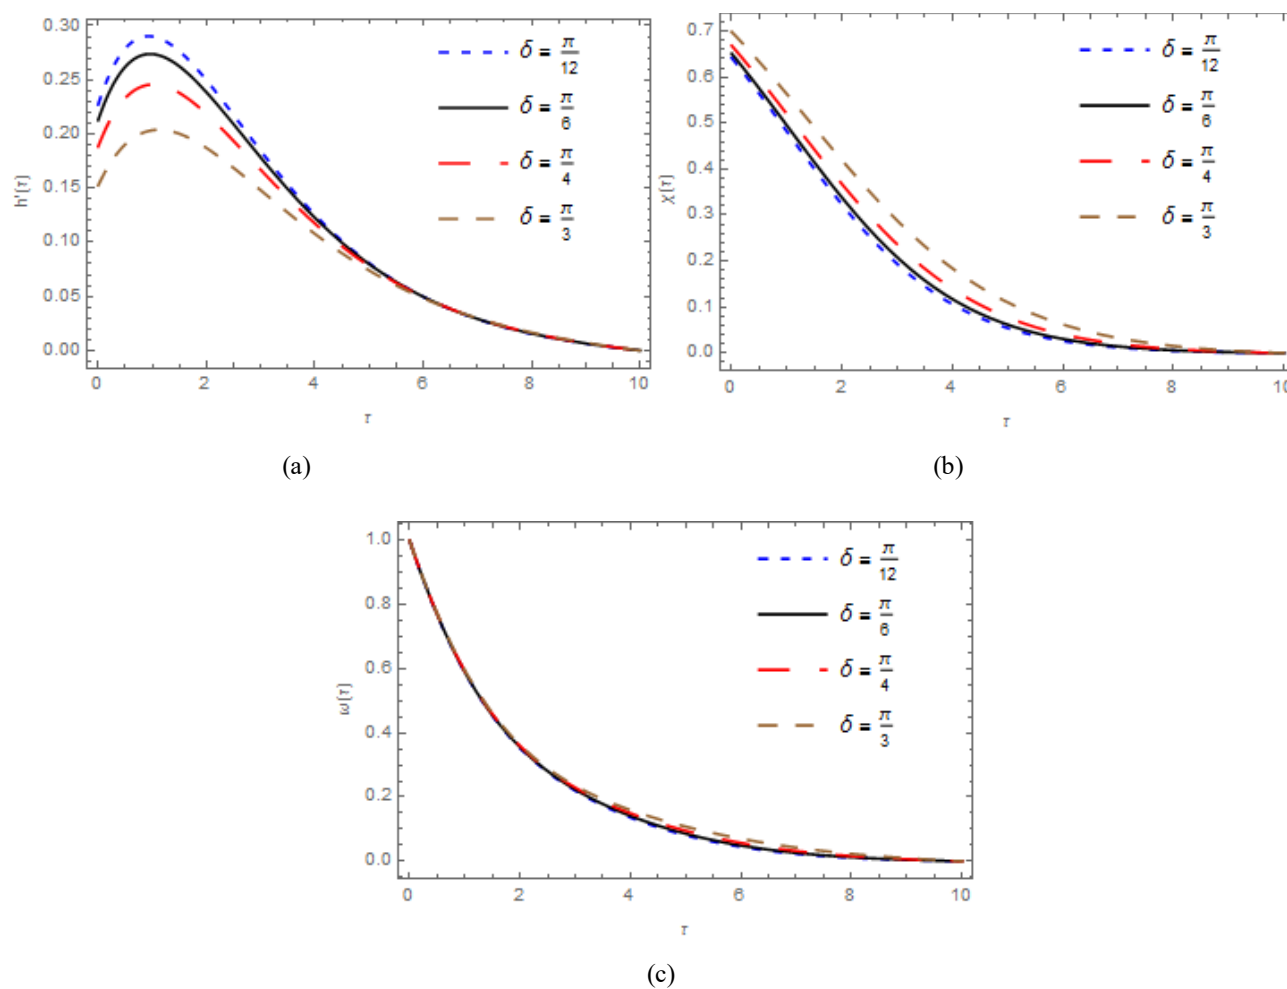 0.30
0.25
0.20
0.15
0.10
0.05
0.00
h'(τ)
0
2
4
6
8
10
τ
δ = π/12
δ = π/6
δ = π/4
δ = π/3
(a)
0.7
0.6
0.5
0.4
0.3
0.2
0.1
0.0
χ(τ)
0
2
4
6
8
10
τ
δ = π/12
δ = π/6
δ = π/4
δ = π/3
(b)
1.0
0.8
0.6
0.4
0.2
0.0
ω(τ)
0
2
4
6
8
10
τ
δ = π/12
δ = π/6
δ = π/4
δ = π/3
(c)